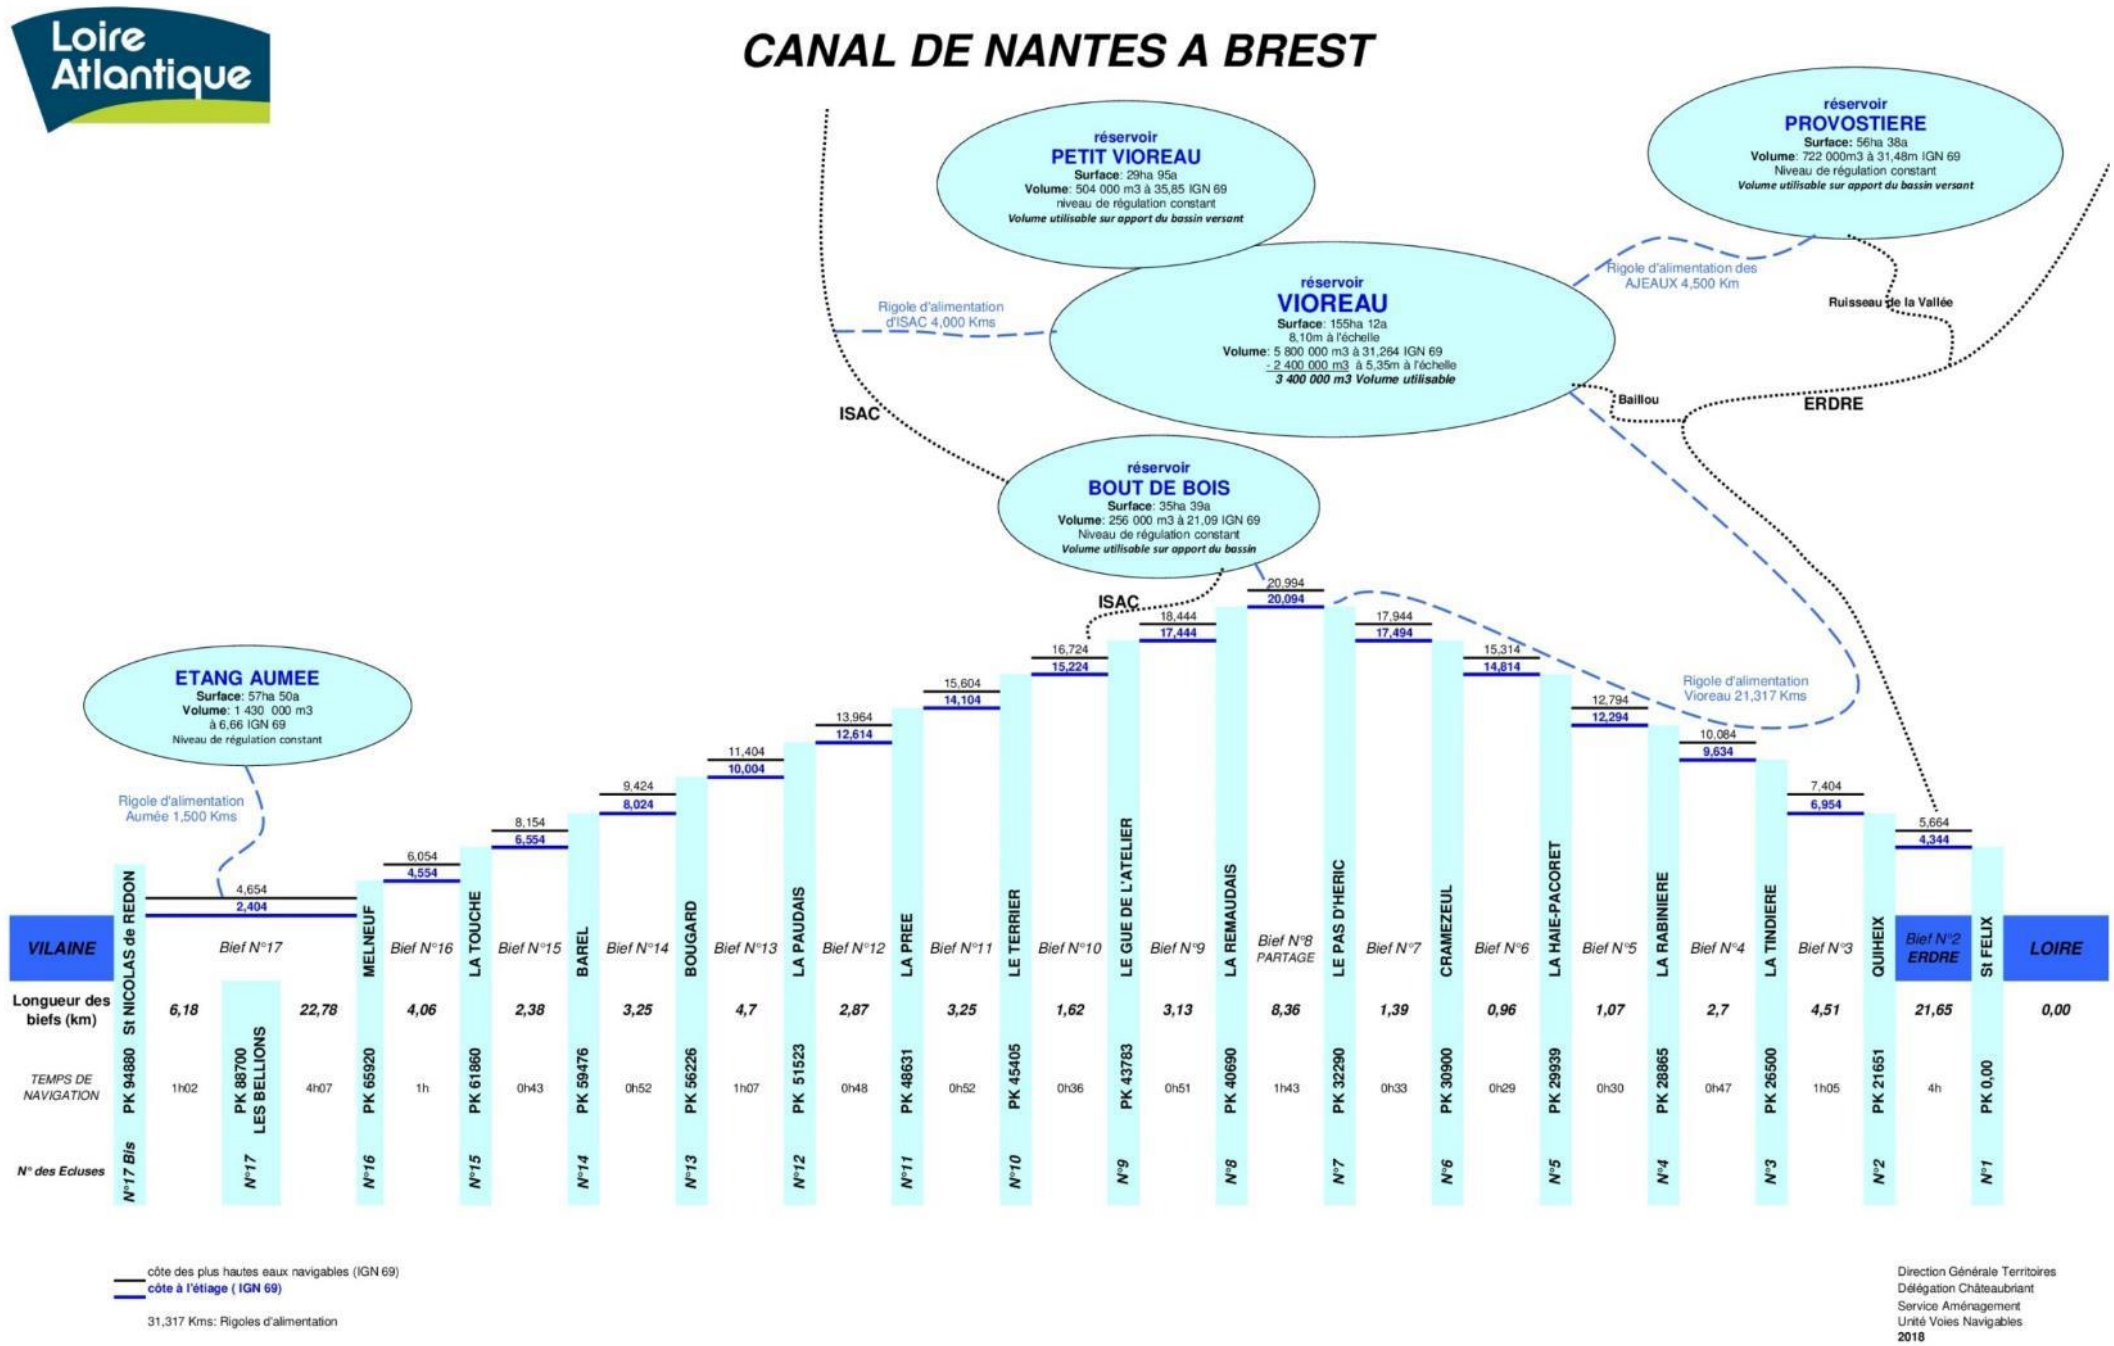 Loire
Atlantique
CANAL DE NANTES A BREST
réservoir
PETIT VIOREAU
Surface: 29ha 95a
Volume: 504 000 m3 à 35,85 IGN 69
niveau de régulation constant
Volume utilisable sur apport du bassin versant
réservoir
PROVOSTIERE
Surface: 56ha 38a
Volume: 722 000m3 à 31,48m IGN 69
Niveau de régulation constant
Volume utilisable sur apport du bassin versant
réservoir
VIOREAU
Surface: 155ha 12a
8,10m à l'échelle
Volume: 5 800 000 m3 à 31,264 IGN 69
- 2 400 000 m3 à 5,35m à l'échelle
3 400 000 m3 Volume utilisable
Rigole d'alimentation
d'ISAC 4,000 Kms
Rigole d'alimentation des
AJEAUX 4,500 Km
Ruisseau de la Vallée
Baillou
ERDRE
ISAC
réservoir
BOUT DE BOIS
Surface: 35ha 39a
Volume: 256 000 m3 à 21,09 IGN 69
Niveau de régulation constant
Volume utilisable sur apport du bassin
ISAC
ETANG AUMEE
Surface: 57ha 50a
Volume: 1 430 000 m3
à 6,66 IGN 69
Niveau de régulation constant
Rigole d'alimentation
Aumée 1,500 Kms
Rigole d'alimentation
Vioreau 21,317 Kms
4,654
2,404
6,054
4,554
8,154
6,554
9,424
8,024
11,404
10,004
13,964
12,614
15,604
14,104
16,724
15,224
18,444
17,444
20,994
20,094
17,944
17,494
15,314
14,814
12,794
12,294
10,084
9,634
7,404
6,954
5,664
4,344
VILAINE
St NICOLAS de REDON
Bief N°17
MELNEUF
Bief N°16
LA TOUCHE
Bief N°15
BAREL
Bief N°14
BOUGARD
Bief N°13
LA PAUDAIS
Bief N°12
LA PREE
Bief N°11
LE TERRIER
Bief N°10
LE GUE DE L'ATELIER
Bief N°9
LA REMAUDAIS
Bief N°8
PARTAGE
LE PAS D'HERIC
Bief N°7
CRAMEZEUL
Bief N°6
LA HAIE-PACORET
Bief N°5
LA RABINIERE
Bief N°4
LA TINDIERE
Bief N°3
QUIHEIX
Bief N°2
ERDRE
St FELIX
LOIRE
Longueur des
biefs (km)
6,18
22,78
4,06
2,38
3,25
4,7
2,87
3,25
1,62
3,13
8,36
1,39
0,96
1,07
2,7
4,51
21,65
0,00
TEMPS DE
NAVIGATION
PK 94880
1h02
PK 88700
LES BELLIONS
4h07
PK 65920
1h
PK 61860
0h43
PK 59476
0h52
PK 56226
1h07
PK 51523
0h48
PK 48631
0h52
PK 45405
0h36
PK 43783
0h51
PK 40690
1h43
PK 32290
0h33
PK 30900
0h29
PK 29939
0h30
PK 28865
0h47
PK 26500
1h05
PK 21651
4h
PK 0,00
N° des Ecluses
N°17 Bis
N°17
N°16
N°15
N°14
N°13
N°12
N°11
N°10
N°9
N°8
N°7
N°6
N°5
N°4
N°3
N°2
N°1
côte des plus hautes eaux navigables (IGN 69)
côte à l'étiage ( IGN 69)
31,317 Kms: Rigoles d'alimentation
Direction Générale Territoires
Délégation Châteaubriant
Service Aménagement
Unité Voies Navigables
2018